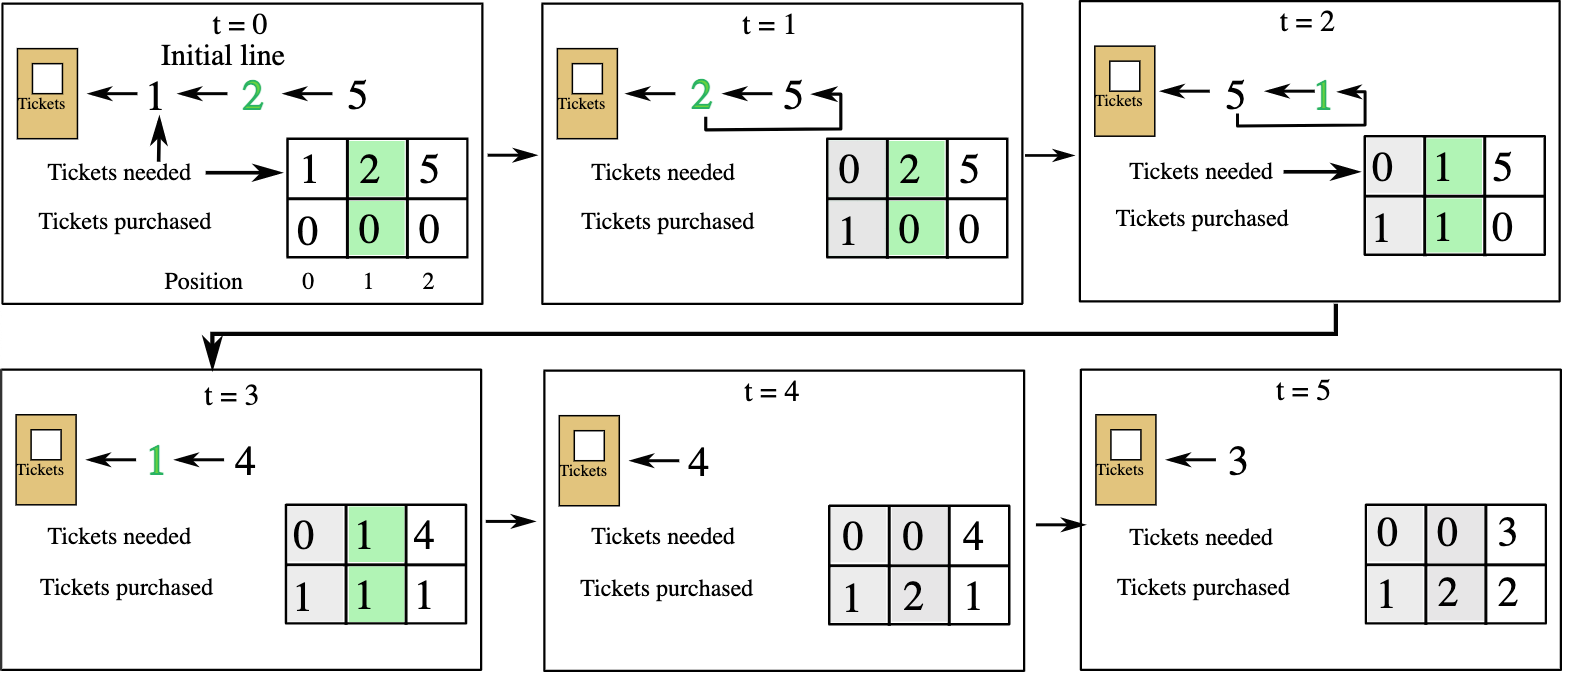 t = 0
Initial line
Tickets
1 2 5
Tickets needed
1 2 5
Tickets purchased
0 0 0
Position 0 1 2
t = 1
Tickets
2 5
Tickets needed
0 2 5
Tickets purchased
1 0 0
t = 2
Tickets
5 1
Tickets needed
0 1 5
Tickets purchased
1 1 0
t = 3
Tickets
1 4
Tickets needed
0 1 4
Tickets purchased
1 1 1
t = 4
Tickets
4
Tickets needed
0 0 4
Tickets purchased
1 2 1
t = 5
Tickets
3
Tickets needed
0 0 3
Tickets purchased
1 2 2